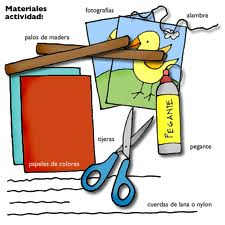 Materiales
actividad:
fotografías
alambre
palos de madera
PEGANTE
tijeras
pegante
papeles de colores
cuerdas de lana o nylon